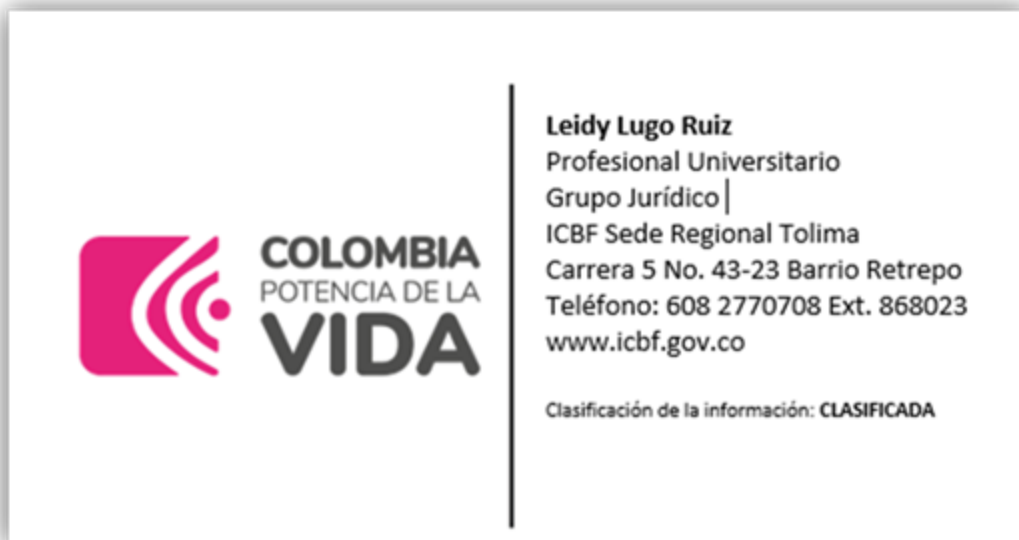 COLOMBIA
POTENCIA DE LA
VIDA
Leidy Lugo Ruiz
Profesional Universitario
Grupo Jurídico
ICBF Sede Regional Tolima
Carrera 5 No. 43-23 Barrio Retrepo
Teléfono: 608 2770708 Ext. 868023
www.icbf.gov.co
Clasificación de la información: CLASIFICADA